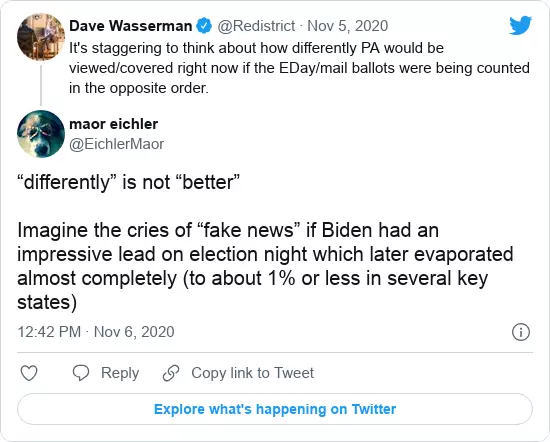 Dave Wasserman @Redistrict · Nov 5, 2020
It's staggering to think about how differently PA would be
viewed/covered right now if the EDay/mail ballots were being counted
in the opposite order.
maor eichler
@EichlerMaor
“differently” is not “better”
Imagine the cries of “fake news” if Biden had an
impressive lead on election night which later evaporated
almost completely (to about 1% or less in several key
states)
12:42 PM · Nov 6, 2020
Reply
Copy link to Tweet
Explore what's happening on Twitter